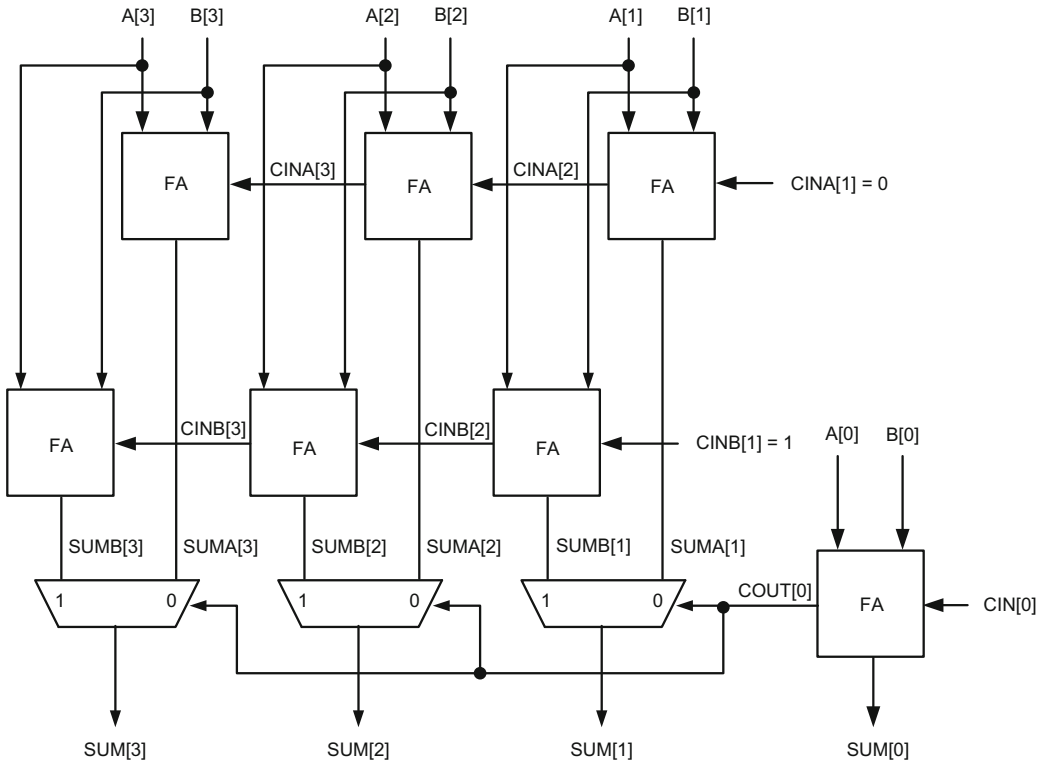 A[3] B[3] A[2] B[2] A[1] B[1]
FA CINA[3] FA CINA[2] FA CINA[1] = 0
FA CINB[3] FA CINB[2] FA CINB[1] = 1
A[0] B[0]
SUMB[3] SUMA[3] SUMB[2] SUMA[2] SUMB[1] SUMA[1]
1 0 1 0 1 0 COUT[0] FA CIN[0]
SUM[3] SUM[2] SUM[1] SUM[0]